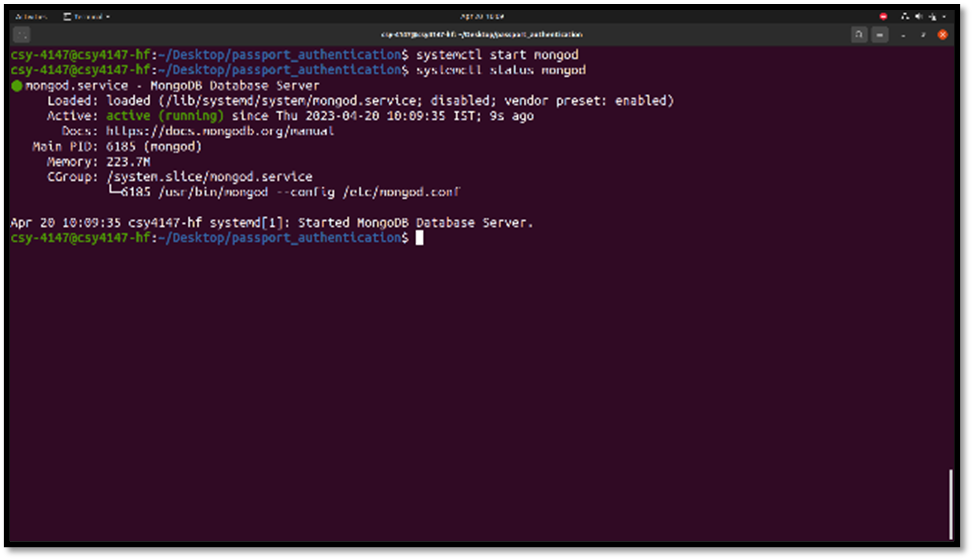 Activities Terminal Apr 20 10:09
csy-4147@csy4147-hf: ~/Desktop/passport_authentication
csy-4147@csy4147-hf:~/Desktop/passport_authentication$ systemctl start mongod
csy-4147@csy4147-hf:~/Desktop/passport_authentication$ systemctl status mongod
● mongod.service - MongoDB Database Server
Loaded: loaded (/lib/systemd/system/mongod.service; disabled; vendor preset: enabled)
Active: active (running) since Thu 2023-04-20 10:09:35 IST; 9s ago
Docs: https://docs.mongodb.org/manual
Main PID: 6185 (mongod)
Memory: 223.7M
CGroup: /system.slice/mongod.service
└─6185 /usr/bin/mongod --config /etc/mongod.conf
Apr 20 10:09:35 csy4147-hf systemd[1]: Started MongoDB Database Server.
csy-4147@csy4147-hf:~/Desktop/passport_authentication$